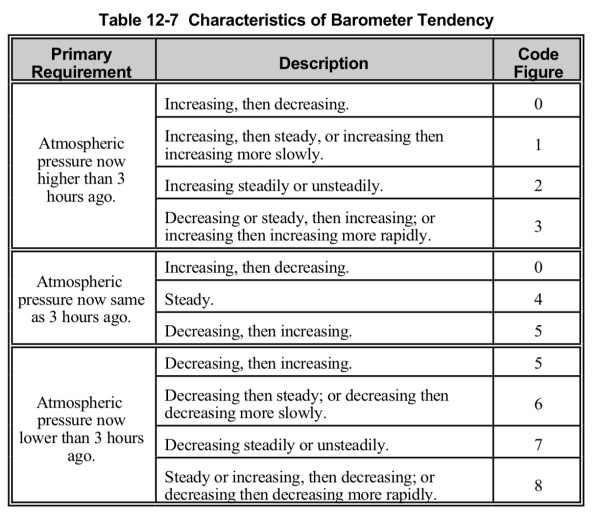 Table 12-7 Characteristics of Barometer Tendency
Primary
Requirement
Description
Code
Figure
Atmospheric
pressure now
higher than 3
hours ago.
Increasing, then decreasing.
0
Increasing, then steady, or increasing then
increasing more slowly.
1
Increasing steadily or unsteadily.
2
Decreasing or steady, then increasing; or
increasing then increasing more rapidly.
3
Atmospheric
pressure now same
as 3 hours ago.
Increasing, then decreasing.
0
Steady.
4
Decreasing, then increasing.
5
Atmospheric
pressure now
lower than 3 hours
ago.
Decreasing, then increasing.
5
Decreasing then steady; or decreasing then
decreasing more slowly.
6
Decreasing steadily or unsteadily.
7
Steady or increasing, then decreasing; or
decreasing then decreasing more rapidly.
8